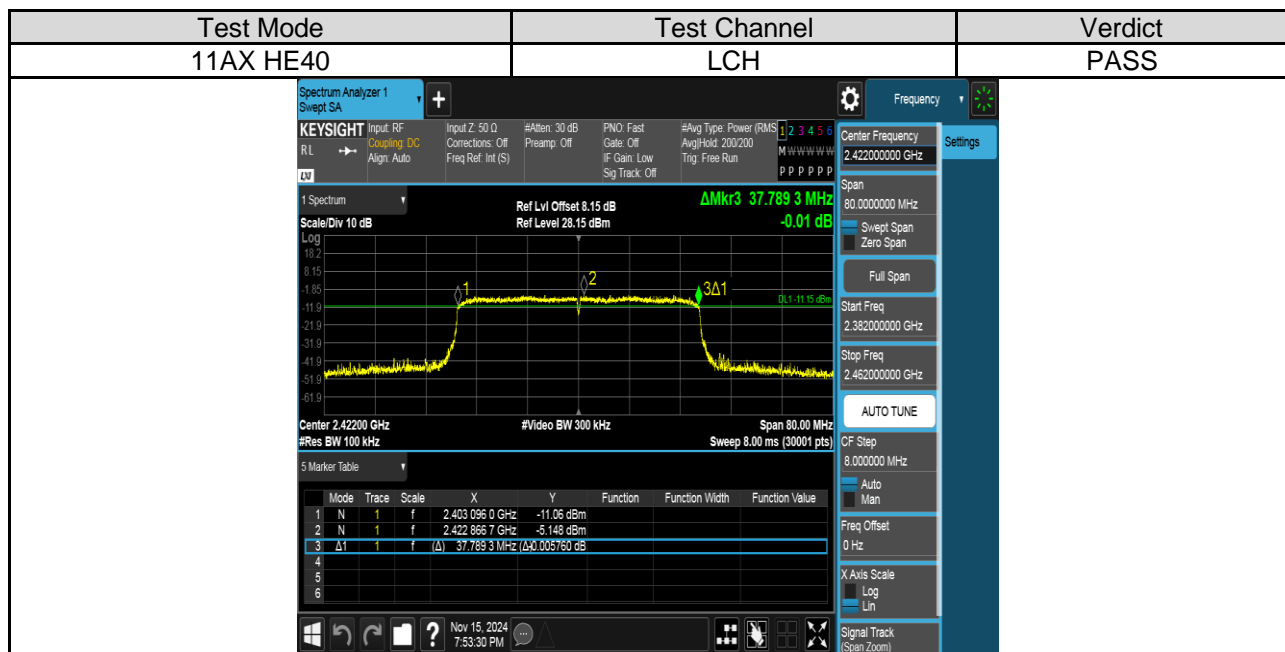 Test Mode Test Channel Verdict
11AX HE40 LCH PASS
Spectrum Analyzer 1
Swept SA
+
Frequency
KEYSIGHT Input: RF Input Z: 50 Ω #Atten: 30 dB PNO: Fast #Avg Type: Power (RMS 1 2 3 4 5 6
RL Coupling: DC Corrections: Off Preamp: Off Gate: Off Avg|Hold: 200/200 M W W W W W
Align: Auto Freq Ref: Int (S) IF Gain: Low Trig: Free Run
LXI Sig Track: Off P P P P P P
1 Spectrum
Ref Lvl Offset 8.15 dB ΔMkr3 37.789 3 MHz
Scale/Div 10 dB Ref Level 28.15 dBm -0.01 dB
Log
18.2
8.15
-1.85
-11.9
-21.9
-31.9
-41.9
-51.9
-61.9
1
2
3Δ1
DL1 -11.15 dBm
Center 2.42200 GHz #Video BW 300 kHz Span 80.00 MHz
#Res BW 100 kHz Sweep 8.00 ms (30001 pts)
5 Marker Table
Mode Trace Scale X Y Function Function Width Function Value
1 N 1 f 2.403 096 0 GHz -11.06 dBm
2 N 1 f 2.422 866 7 GHz -5.148 dBm
3 Δ1 1 f (Δ) 37.789 3 MHz (Δ) -0.005760 dB
4
5
6
Nov 15, 2024
7:53:30 PM
?
Center Frequency
2.422000000 GHz
Settings
Span
80.0000000 MHz
Swept Span
Zero Span
Full Span
Start Freq
2.382000000 GHz
Stop Freq
2.462000000 GHz
AUTO TUNE
CF Step
8.000000 MHz
Auto
Man
Freq Offset
0 Hz
X Axis Scale
Log
Lin
Signal Track
(Span Zoom)